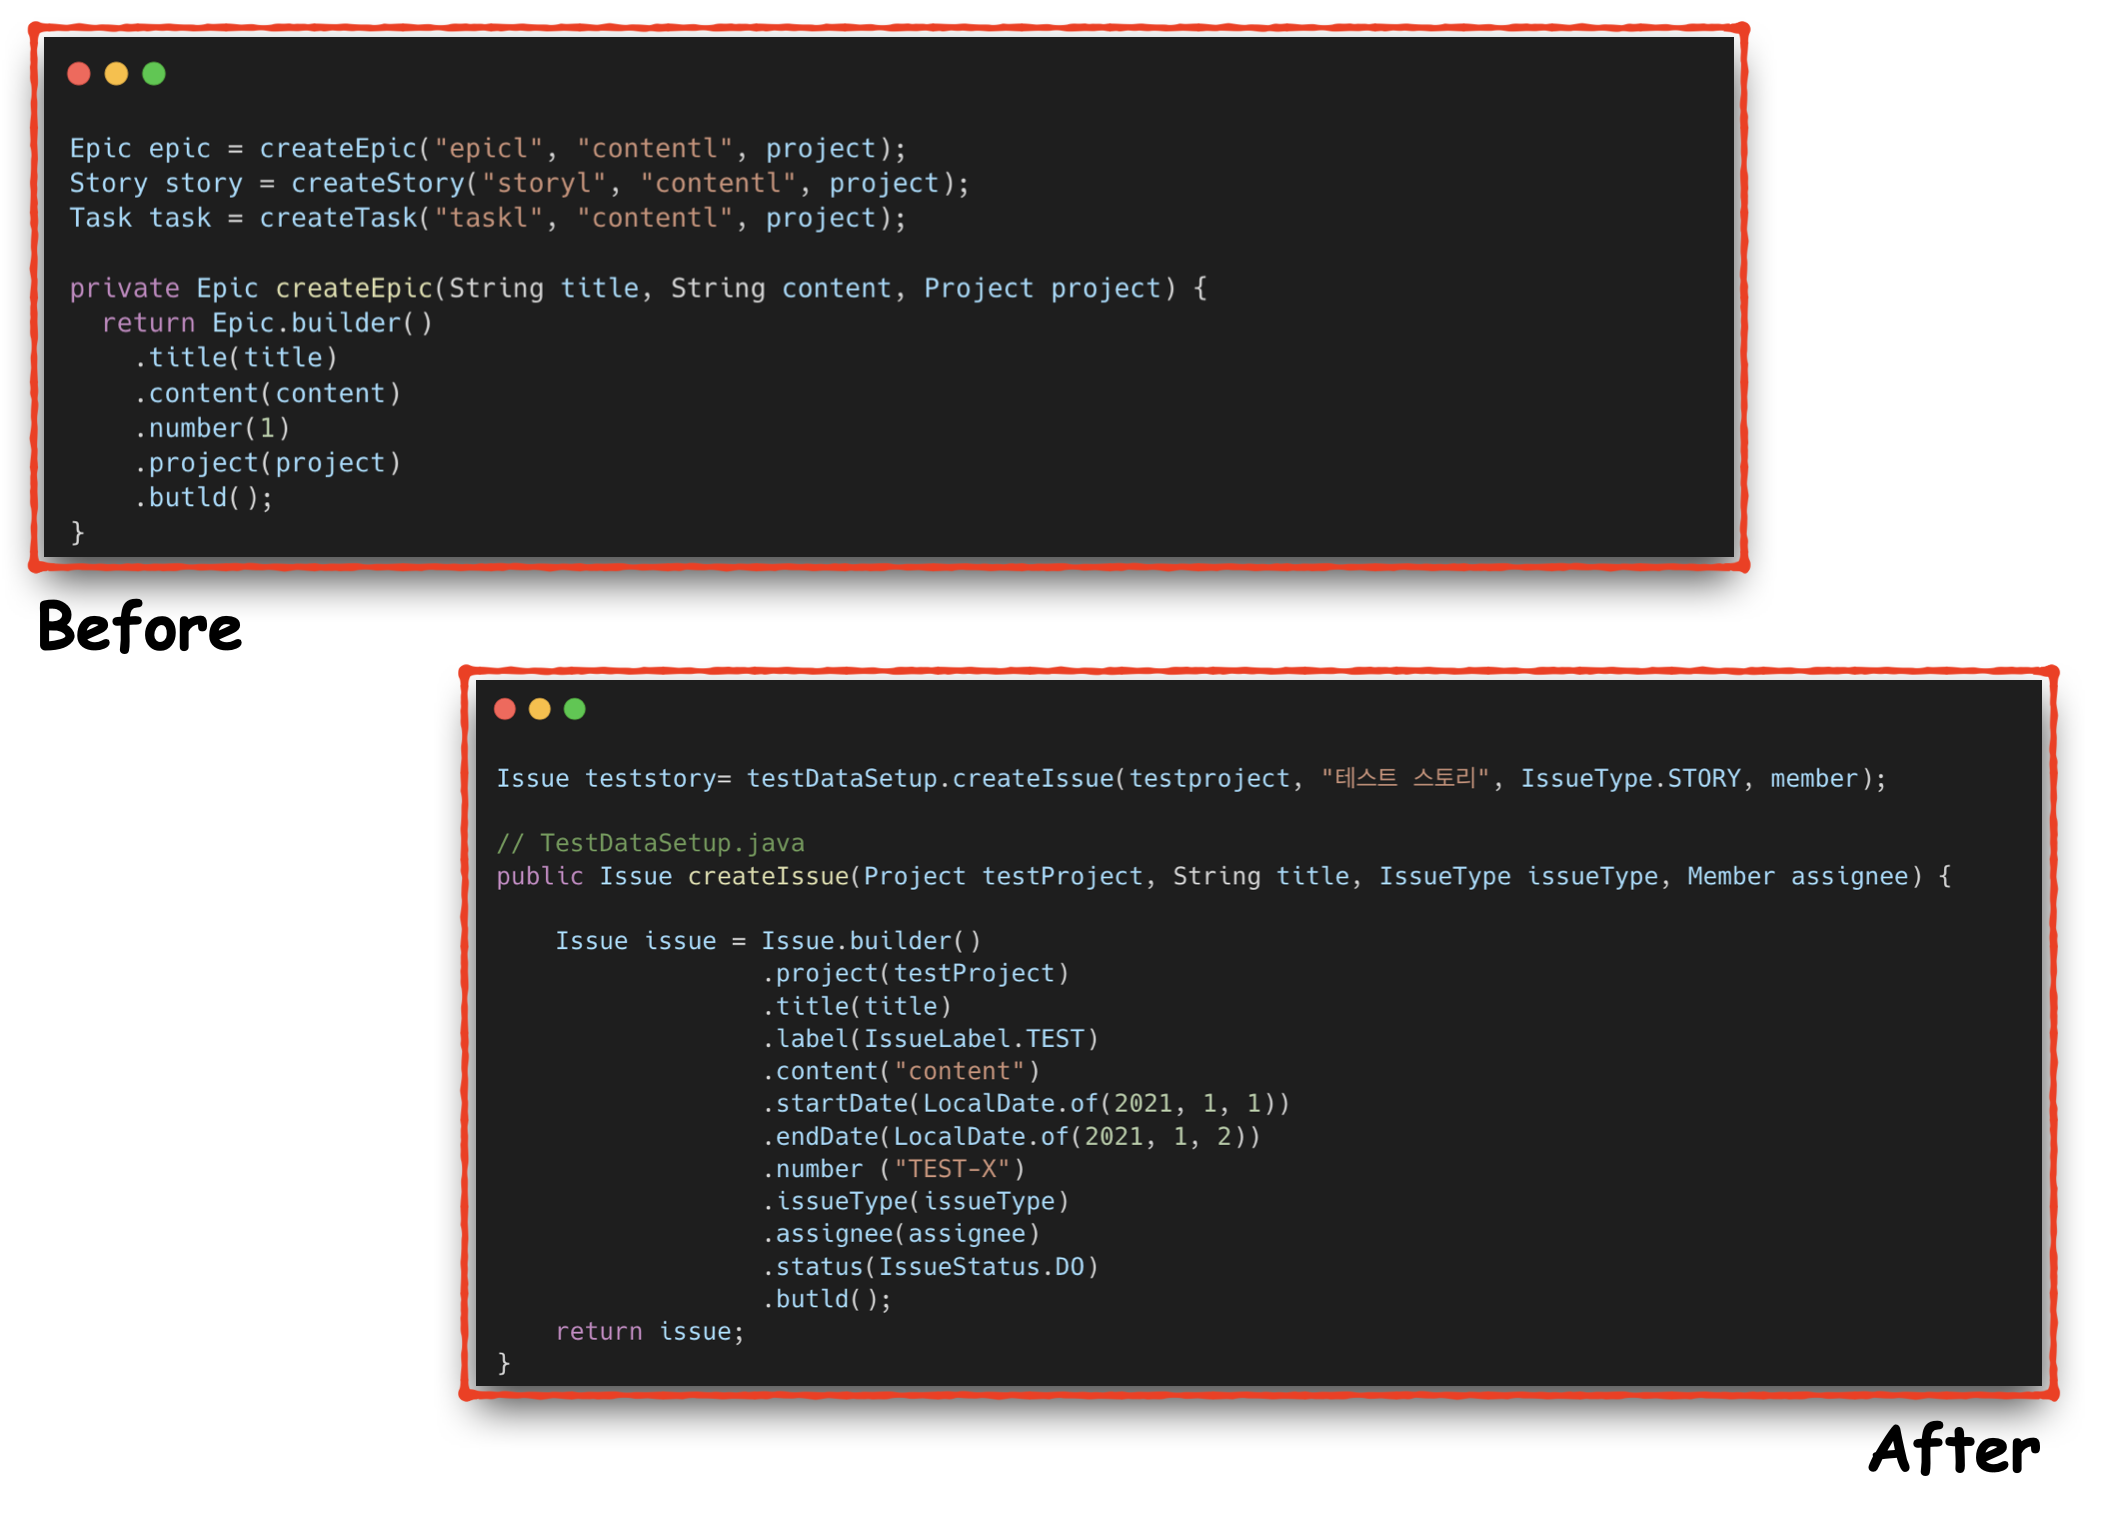 Epic epic = createEpic("epicl", "contentl", project);
Story story = createStory("storyl", "contentl", project);
Task task = createTask("taskl", "contentl", project);
private Epic createEpic(String title, String content, Project project) {
  return Epic.builder()
    .title(title)
    .content(content)
    .number(1)
    .project(project)
    .butld();
}
Before
Issue teststory= testDataSetup.createIssue(testproject, "테스트 스토리", IssueType.STORY, member);
// TestDataSetup.java
public Issue createIssue(Project testProject, String title, IssueType issueType, Member assignee) {
    Issue issue = Issue.builder()
                  .project(testProject)
                  .title(title)
                  .label(IssueLabel.TEST)
                  .content("content")
                  .startDate(LocalDate.of(2021, 1, 1))
                  .endDate(LocalDate.of(2021, 1, 2))
                  .number ("TEST-X")
                  .issueType(issueType)
                  .assignee(assignee)
                  .status(IssueStatus.DO)
                  .butld();
    return issue;
}
After